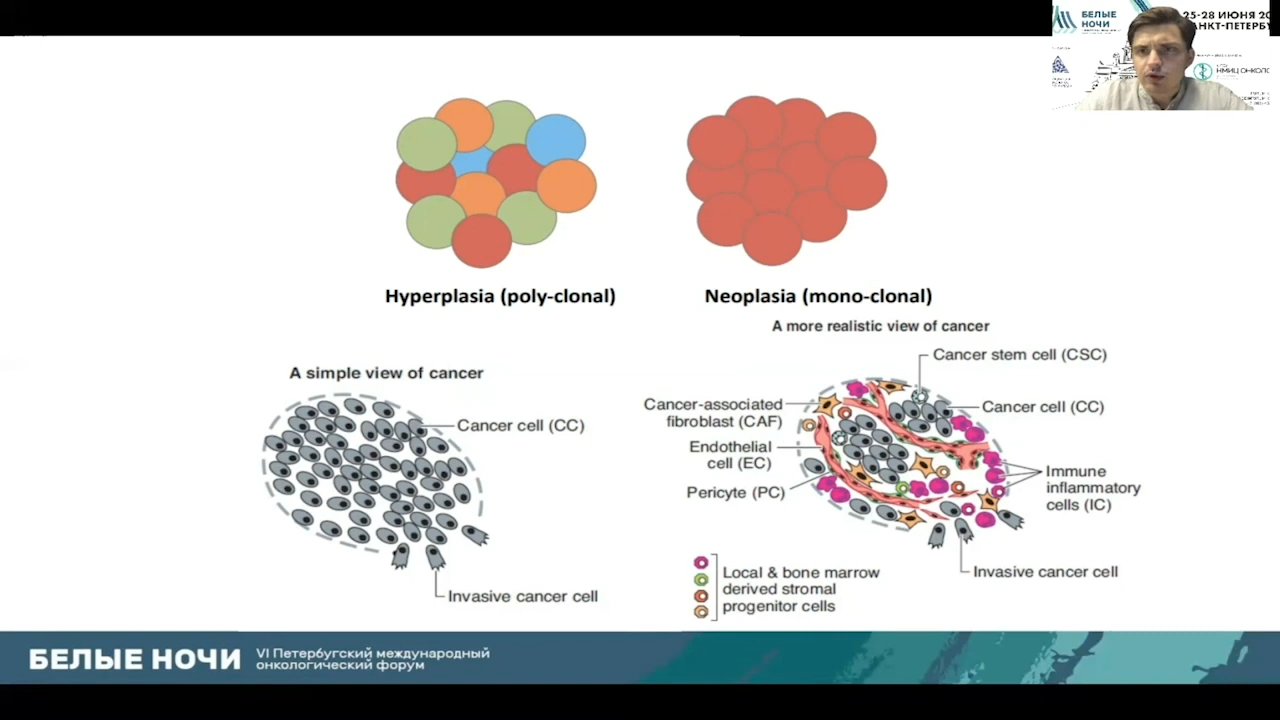 БЕЛЫЕ
НОЧИ
25-28 ИЮНЯ
НМИЦ ОНКОЛО
Hyperplasia (poly-clonal)
Neoplasia (mono-clonal)
A more realistic view of cancer
A simple view of cancer
Cancer cell (CC)
Invasive cancer cell
Cancer stem cell (CSC)
Cancer-associated
fibroblast (CAF)
Cancer cell (CC)
Endothelial
cell (EC)
Pericyte (PC)
Immune
inflammatory
cells (IC)
Invasive cancer cell
Local & bone marrow
derived stromal
progenitor cells
БЕЛЫЕ НОЧИ
VI Петербугский международный
онкологический форум